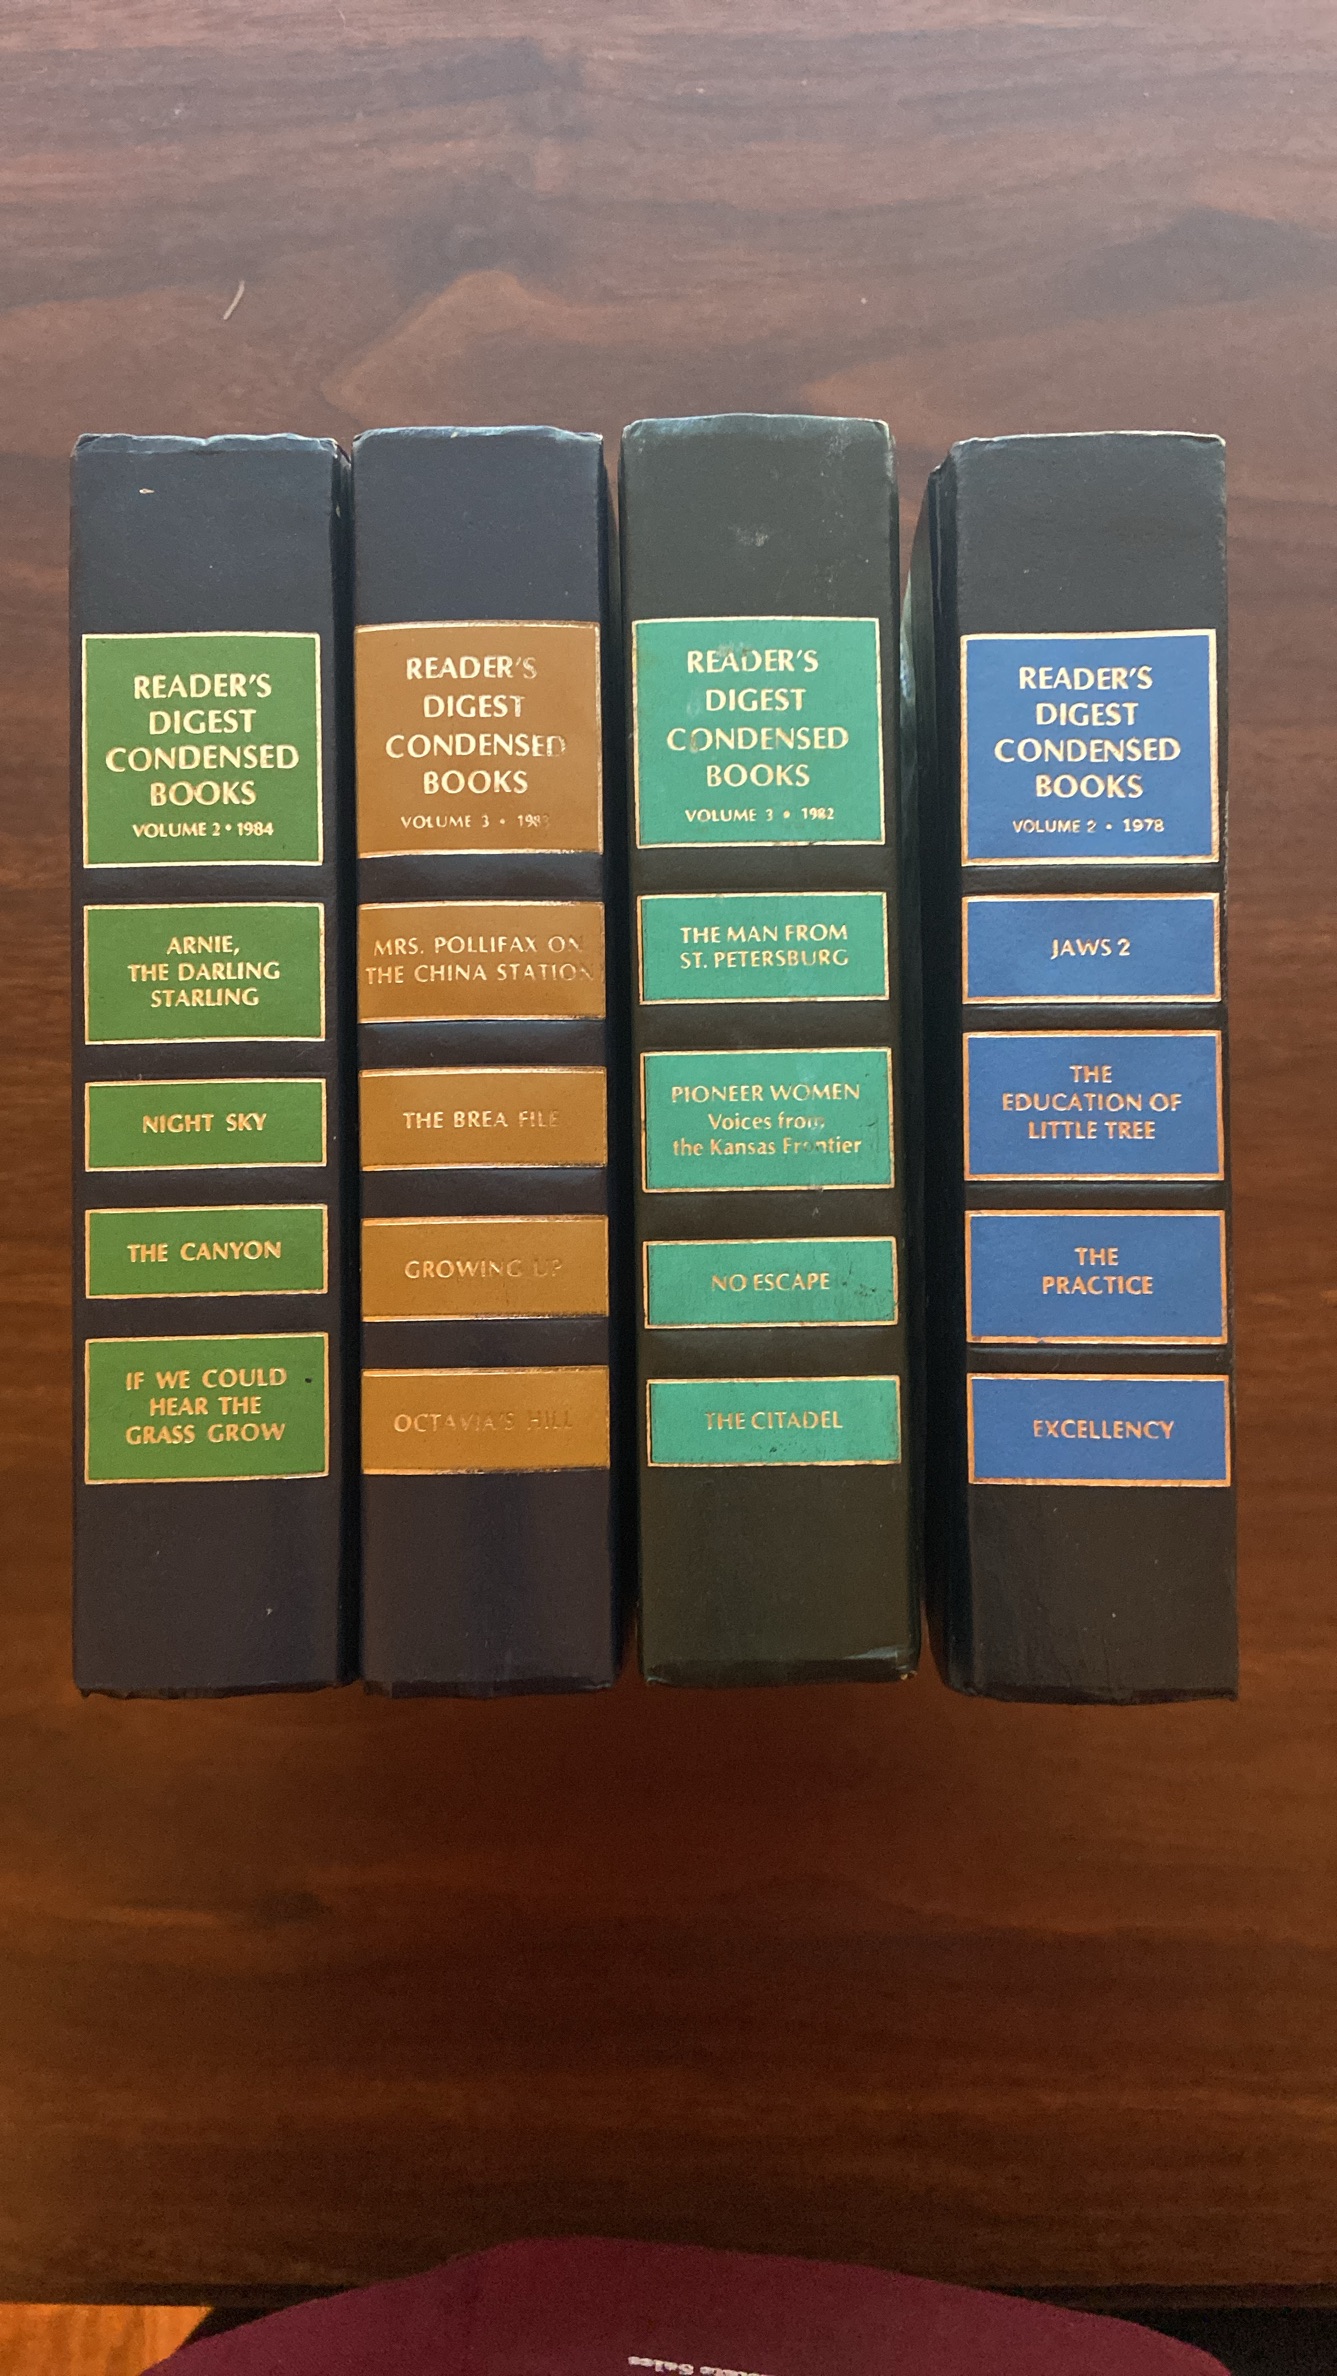 READER'S
DIGEST
CONDENSED
BOOKS
VOLUME 2 • 1984
ARNIE,
THE DARLING
STARLING
NIGHT SKY
THE CANYON
IF WE COULD
HEAR THE
GRASS GROW
READER'S
DIGEST
CONDENSED
BOOKS
VOLUME 3 • 1983
MRS. POLLIFAX ON
THE CHINA STATION
THE BREA FILE
GROWING UP
OCTAVIA'S HILL
READER'S
DIGEST
CONDENSED
BOOKS
VOLUME 3 • 1982
THE MAN FROM
ST. PETERSBURG
PIONEER WOMEN
Voices from
the Kansas Frontier
NO ESCAPE
THE CITADEL
READER'S
DIGEST
CONDENSED
BOOKS
VOLUME 2 • 1978
JAWS 2
THE
EDUCATION OF
LITTLE TREE
THE
PRACTICE
EXCELLENCY
Sales